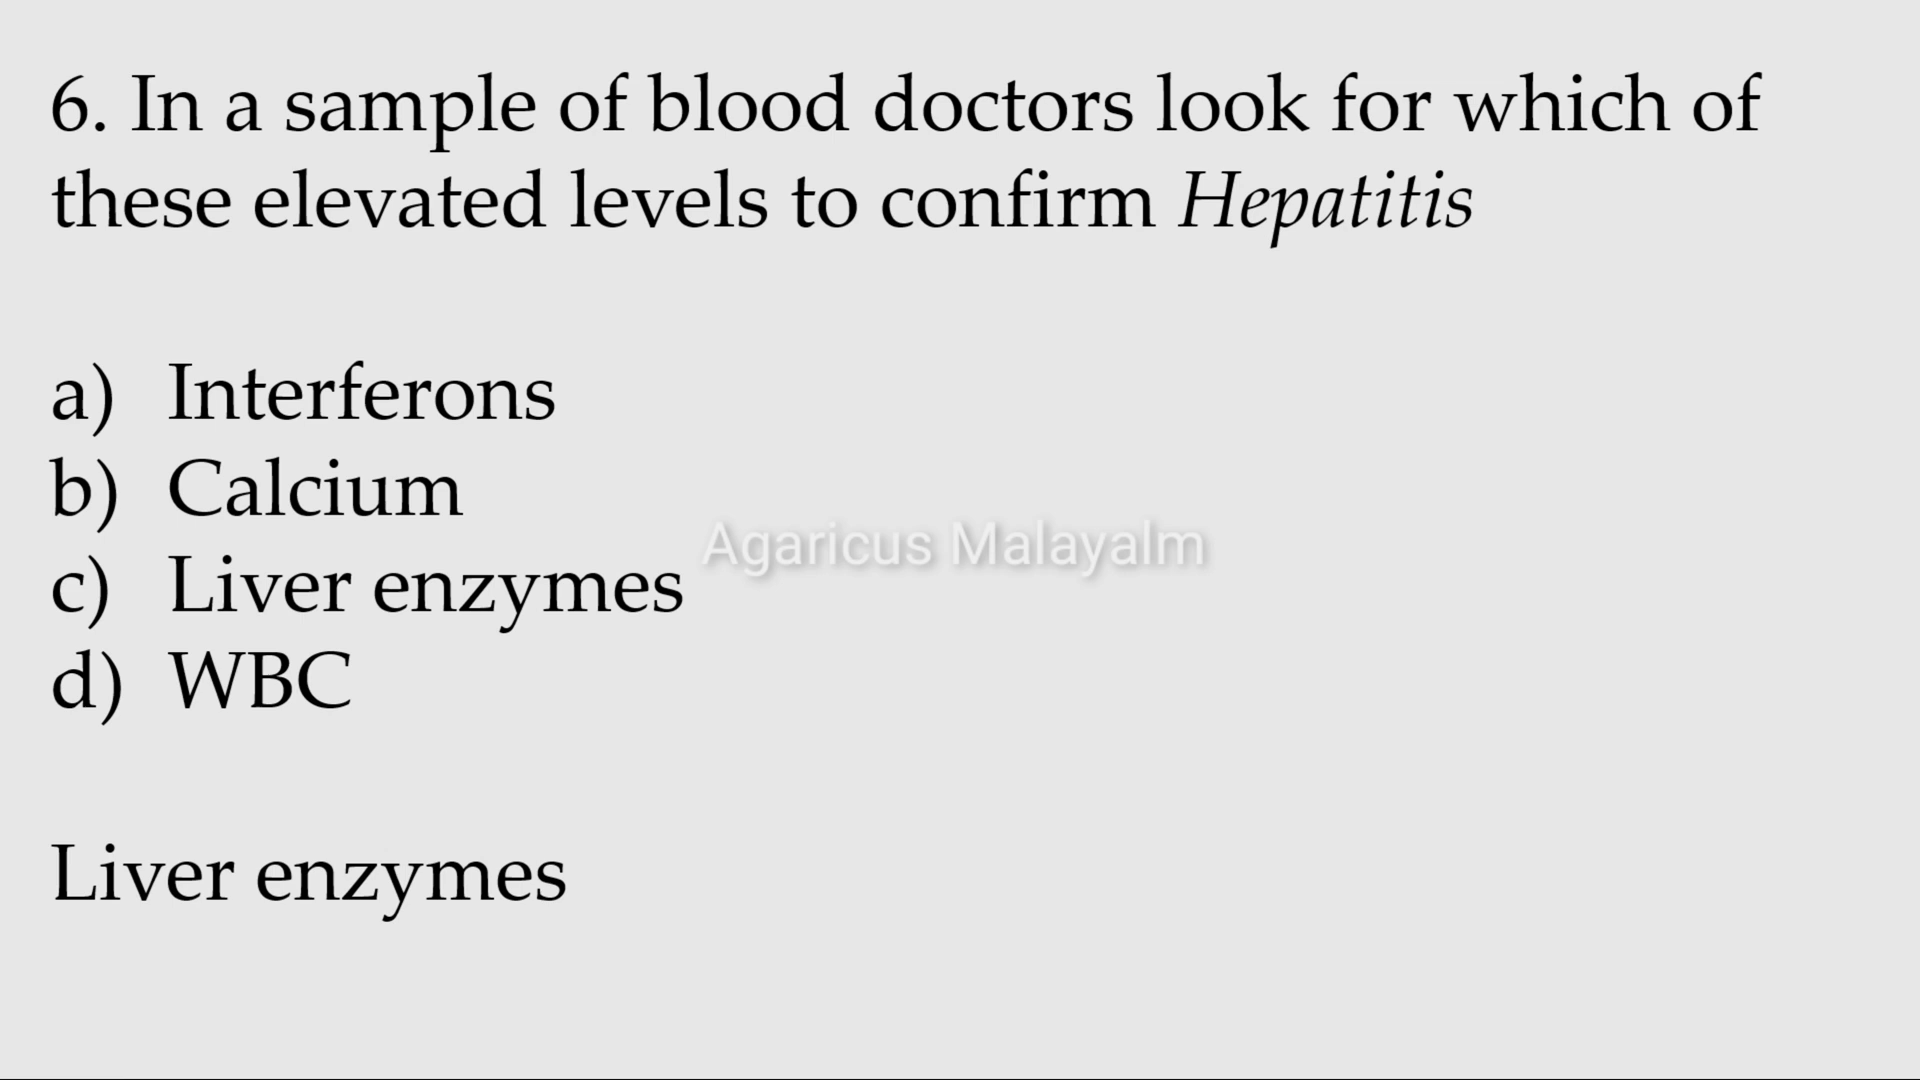 6. In a sample of blood doctors look for which of
these elevated levels to confirm Hepatitis
a) Interferons
b) Calcium
Agaricus Malayalm
c) Liver enzymes
d) WBC
Liver enzymes